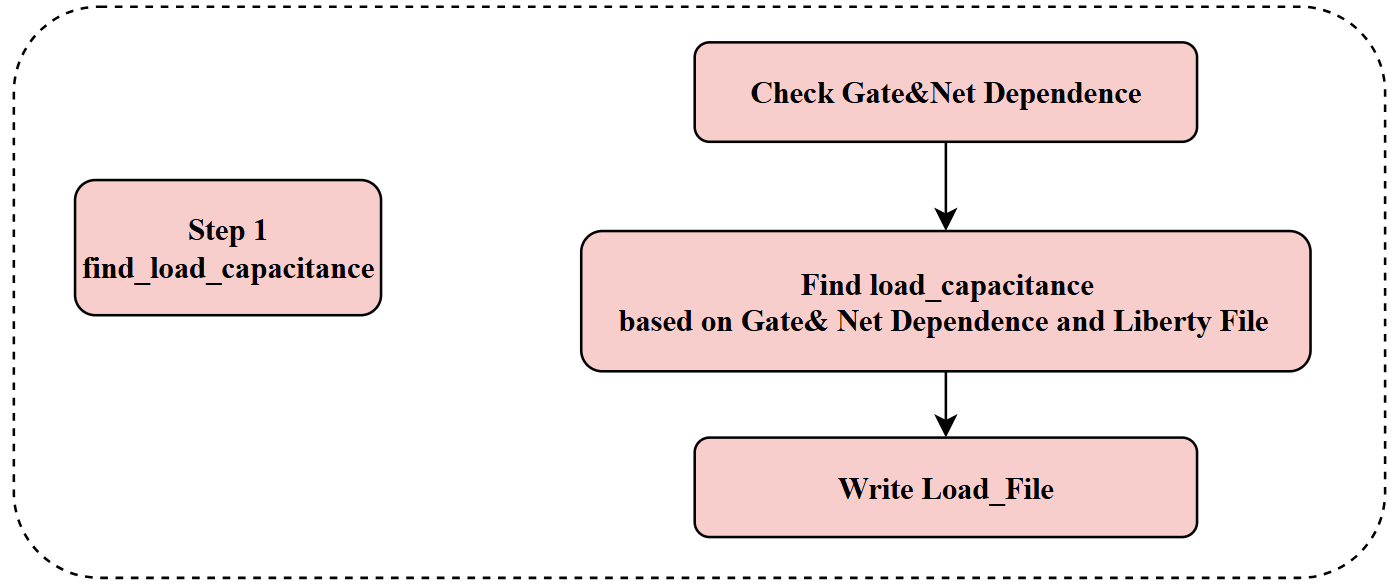 Step 1
find_load_capacitance
Check Gate&Net Dependence
Find load_capacitance
based on Gate& Net Dependence and Liberty File
Write Load_File